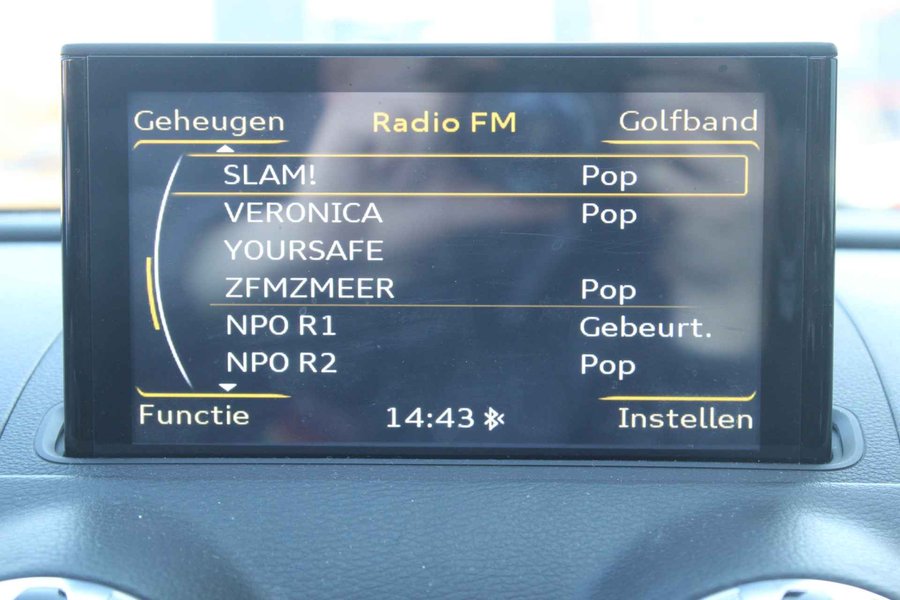 Geheugen Radio FM Golfband
SLAM! Pop
VERONICA Pop
YOURSAFE
ZFMZMEER Pop
NPO R1 Gebeurt.
NPO R2 Pop
Functie 14:43 Instellen